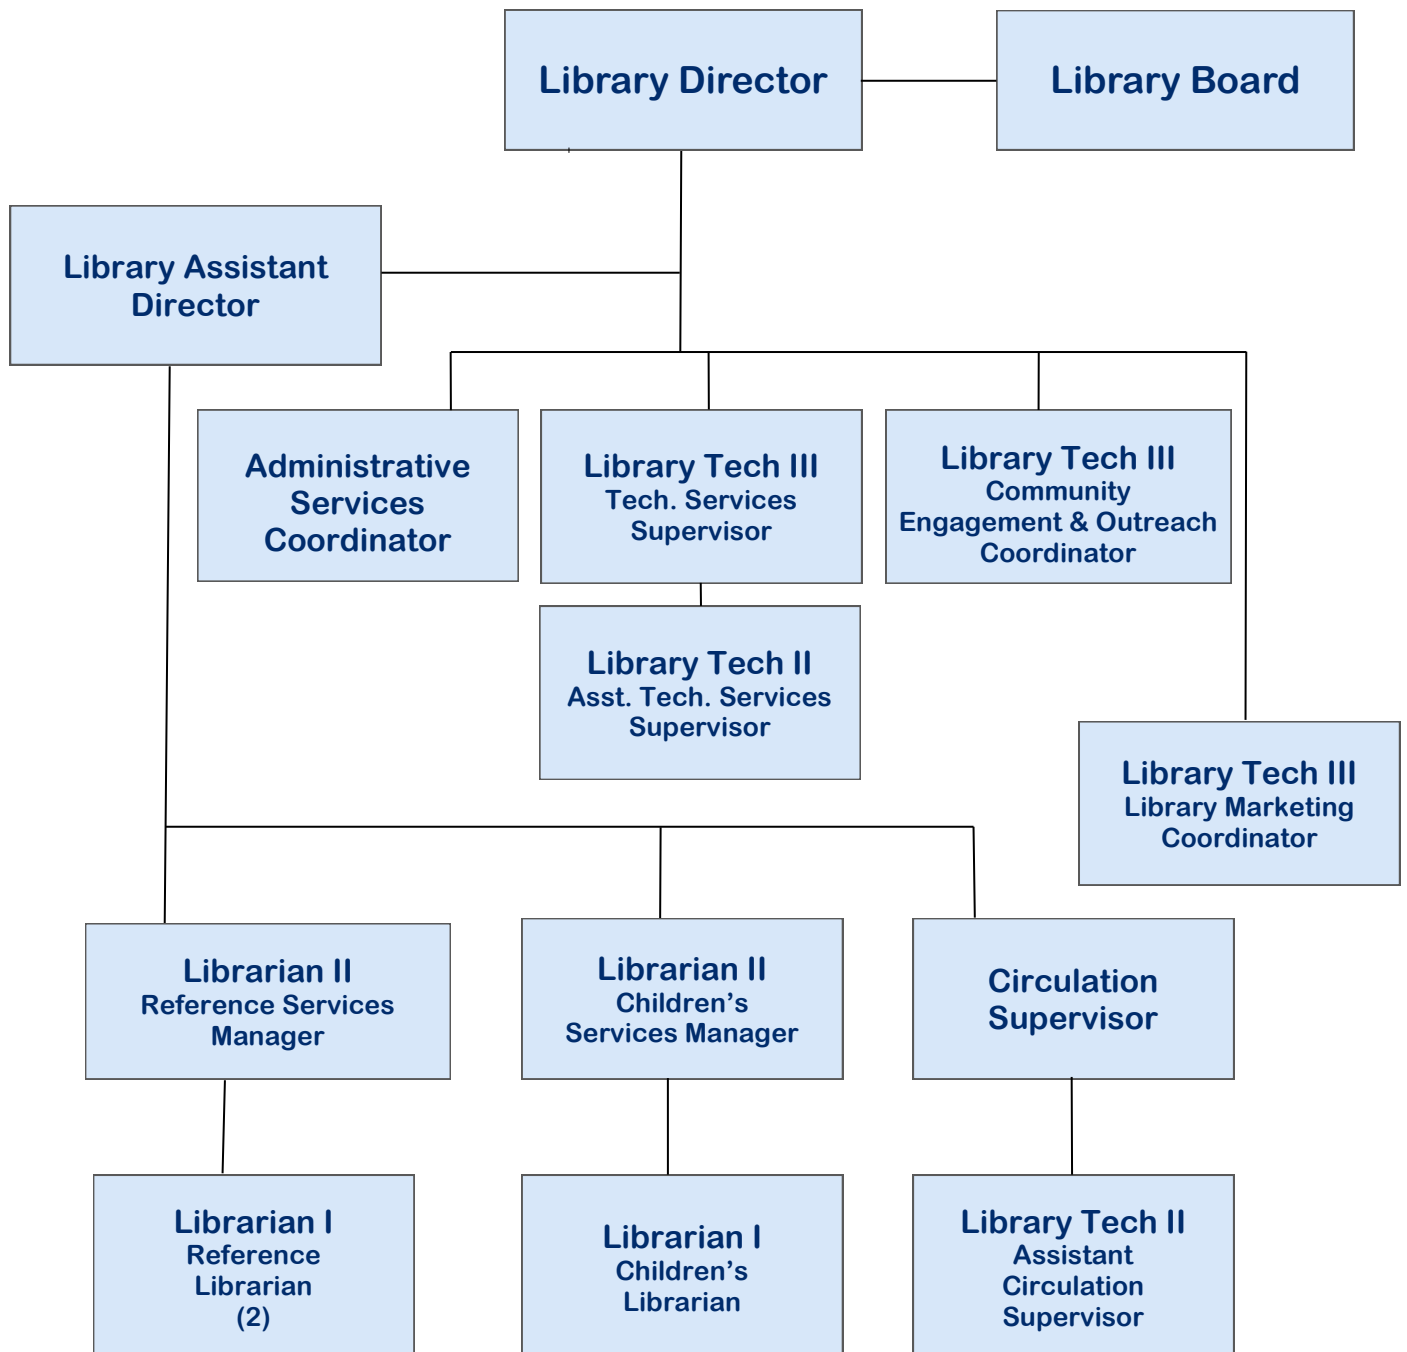 Library Director
Library Board
Library Assistant
Director
Administrative
Services
Coordinator
Library Tech III
Tech. Services
Supervisor
Library Tech III
Community
Engagement & Outreach
Coordinator
Library Tech II
Asst. Tech. Services
Supervisor
Library Tech III
Library Marketing
Coordinator
Librarian II
Reference Services
Manager
Librarian II
Children’s
Services Manager
Circulation
Supervisor
Librarian I
Reference
Librarian
(2)
Librarian I
Children’s
Librarian
Library Tech II
Assistant
Circulation
Supervisor